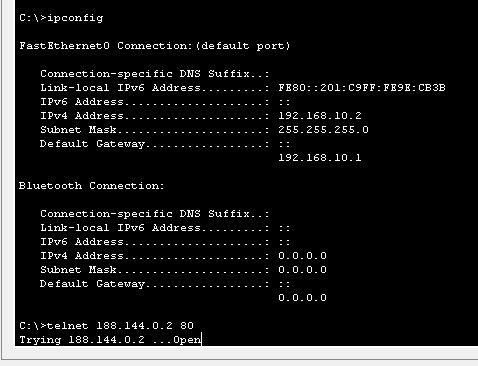 C:\>ipconfig
FastEthernet0 Connection:(default port)
Connection-specific DNS Suffix..:
Link-local IPv6 Address.........: FE80::201:C9FF:FE9E:CB3B
IPv6 Address....................: ::
IPv4 Address....................: 192.168.10.2
Subnet Mask.....................: 255.255.255.0
Default Gateway.................: ::
192.168.10.1
Bluetooth Connection:
Connection-specific DNS Suffix..:
Link-local IPv6 Address.........: ::
IPv6 Address....................: ::
IPv4 Address....................: 0.0.0.0
Subnet Mask.....................: 0.0.0.0
Default Gateway.................: ::
0.0.0.0
C:\>telnet 188.144.0.2 80
Trying 188.144.0.2 ...Open